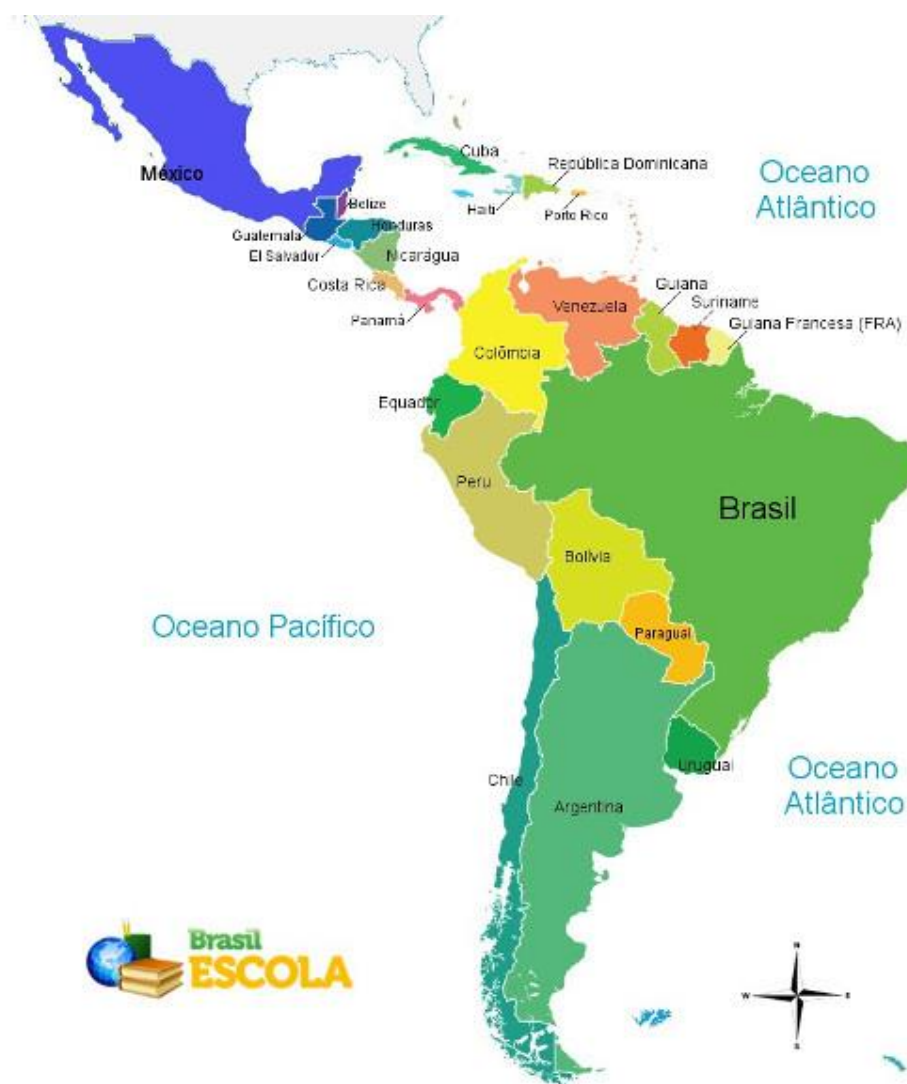 Cuba
República Dominicana
Oceano
Atlântico
México
Belize
Haiti
Porto Rico
Guatemala
Honduras
El Salvador
Nicarágua
Costa Rica
Panamá
Venezuela
Guiana
Suriname
Guiana Francesa (FRA)
Colômbia
Equador
Peru
Brasil
Bolívia
Oceano Pacífico
Paraguai
Chile
Uruguai
Argentina
Oceano
Atlântico
Brasil
ESCOLA
N
W
E
S